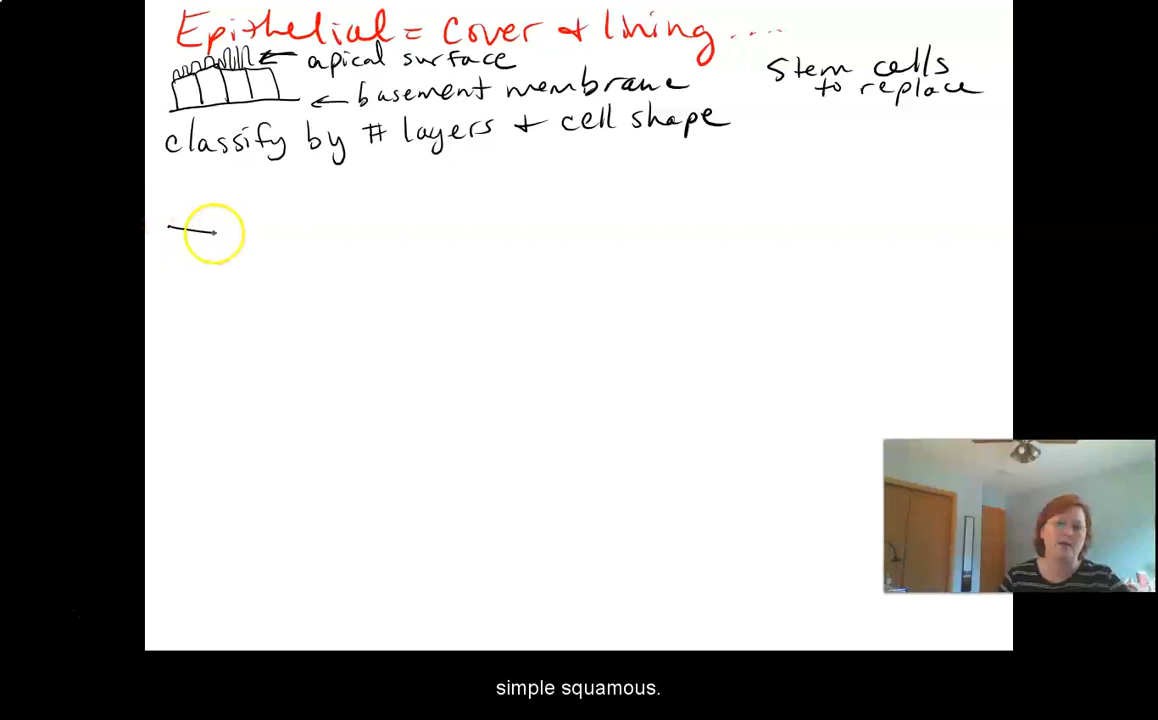 Epithelial = Cover + lining ....
← apical surface
← basement membrane
Stem cells
to replace
classify by # layers + cell shape
simple squamous.